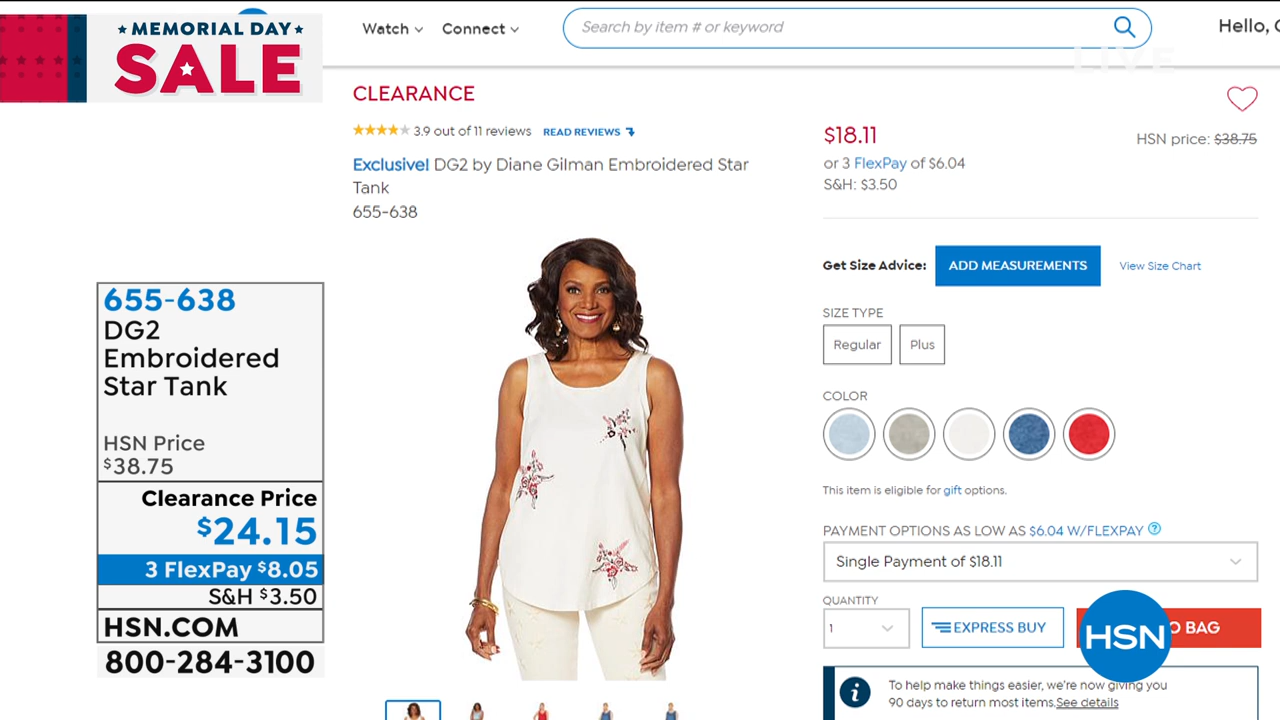 MEMORIAL DAY
SALE
Watch
Connect
Search by item # or keyword
Hello,
LIVE
CLEARANCE
3.9 out of 11 reviews READ REVIEWS
Exclusive! DG2 by Diane Gilman Embroidered Star
Tank
655-638
$18.11
HSN price: $38.75
or 3 FlexPay of $6.04
S&H: $3.50
Get Size Advice: ADD MEASUREMENTS View Size Chart
SIZE TYPE
Regular Plus
COLOR
This item is eligible for gift options.
PAYMENT OPTIONS AS LOW AS $6.04 W/FLEXPAY ?
Single Payment of $18.11
QUANTITY
1
EXPRESS BUY
O BAG
HSN
i
To help make things easier, we're now giving you
90 days to return most items. See details
655-638
DG2
Embroidered
Star Tank
HSN Price
$38.75
Clearance Price
$24.15
3 FlexPay $8.05
S&H $3.50
HSN.COM
800-284-3100